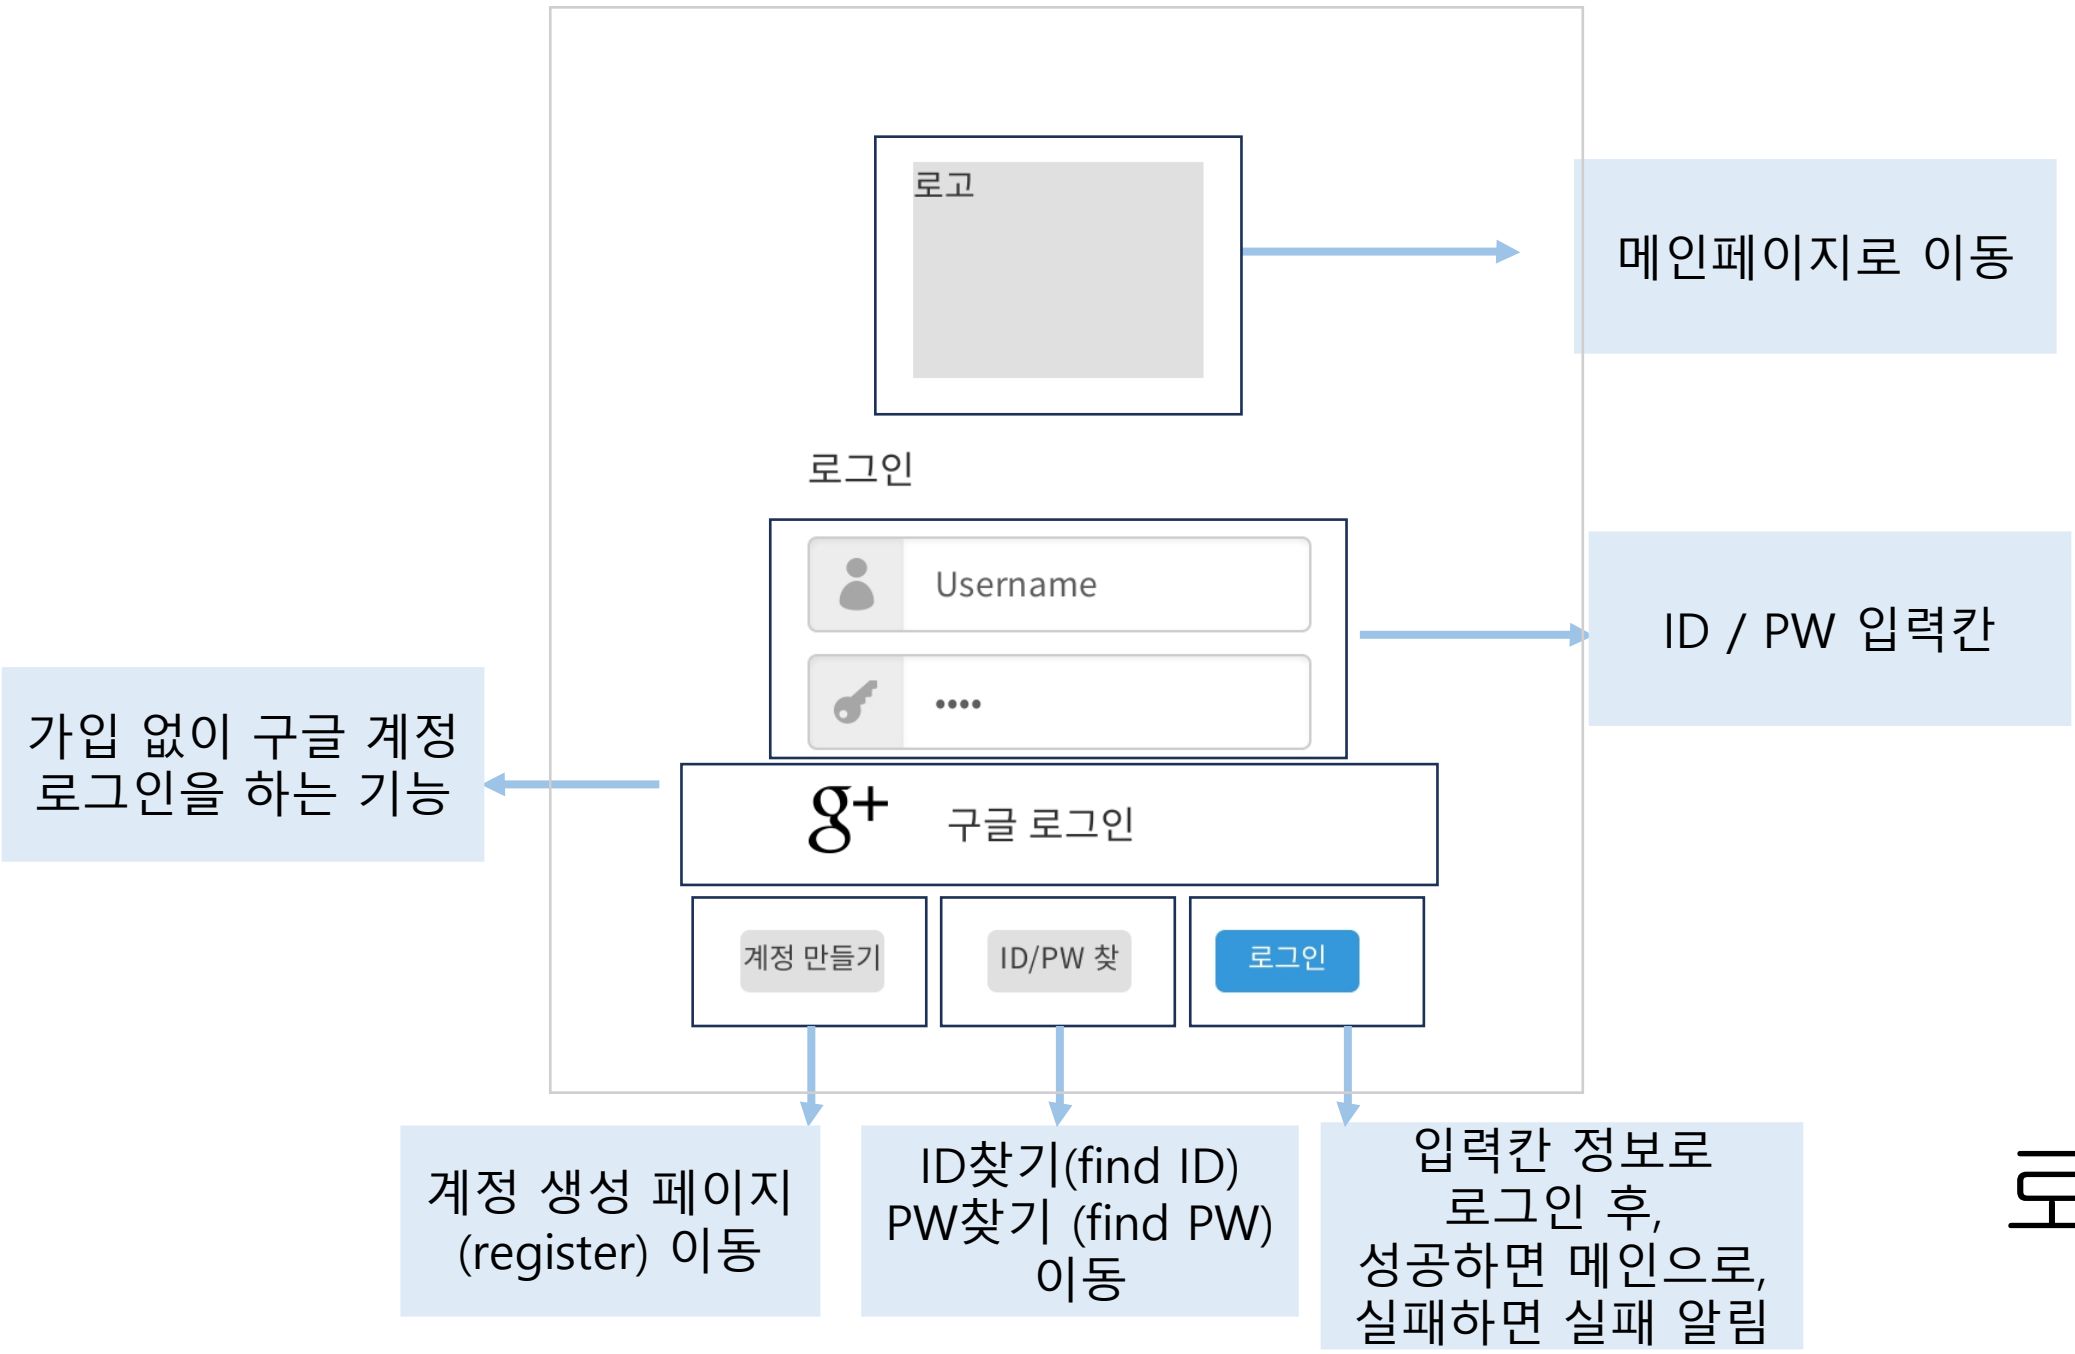 로고
메인페이지로 이동
로그인
Username
ID / PW 입력칸
••••
가입 없이 구글 계정
로그인을 하는 기능
g+ 구글 로그인
계정 만들기
ID/PW 찾
로그인
계정 생성 페이지
(register) 이동
ID찾기(find ID)
PW찾기 (find PW)
이동
입력칸 정보로
로그인 후,
성공하면 메인으로,
실패하면 실패 알림